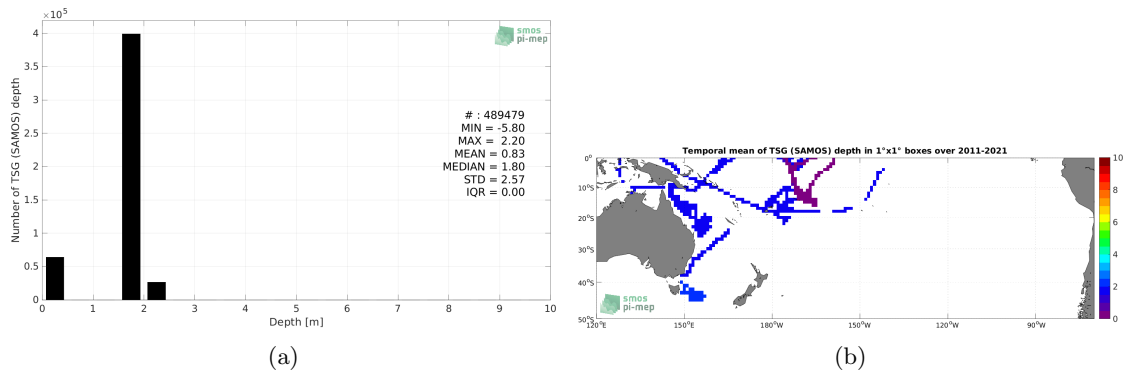 ×10⁵
4
3.5
3
2.5
2
1.5
1
0.5
0
0 1 2 3 4 5 6 7 8 9 10
Number of TSG (SAMOS) depth
Depth [m]
smos
pi-mep
# : 489479
MIN = -5.80
MAX = 2.20
MEAN = 0.83
MEDIAN = 1.80
STD = 2.57
IQR = 0.00
(a)
Temporal mean of TSG (SAMOS) depth in 1°x1° boxes over 2011-2021
0°
10°S
20°S
30°S
40°S
50°S
120°E 150°E 180°W 150°W 120°W 90°W
smos
pi-mep
10
8
6
4
2
0
(b)